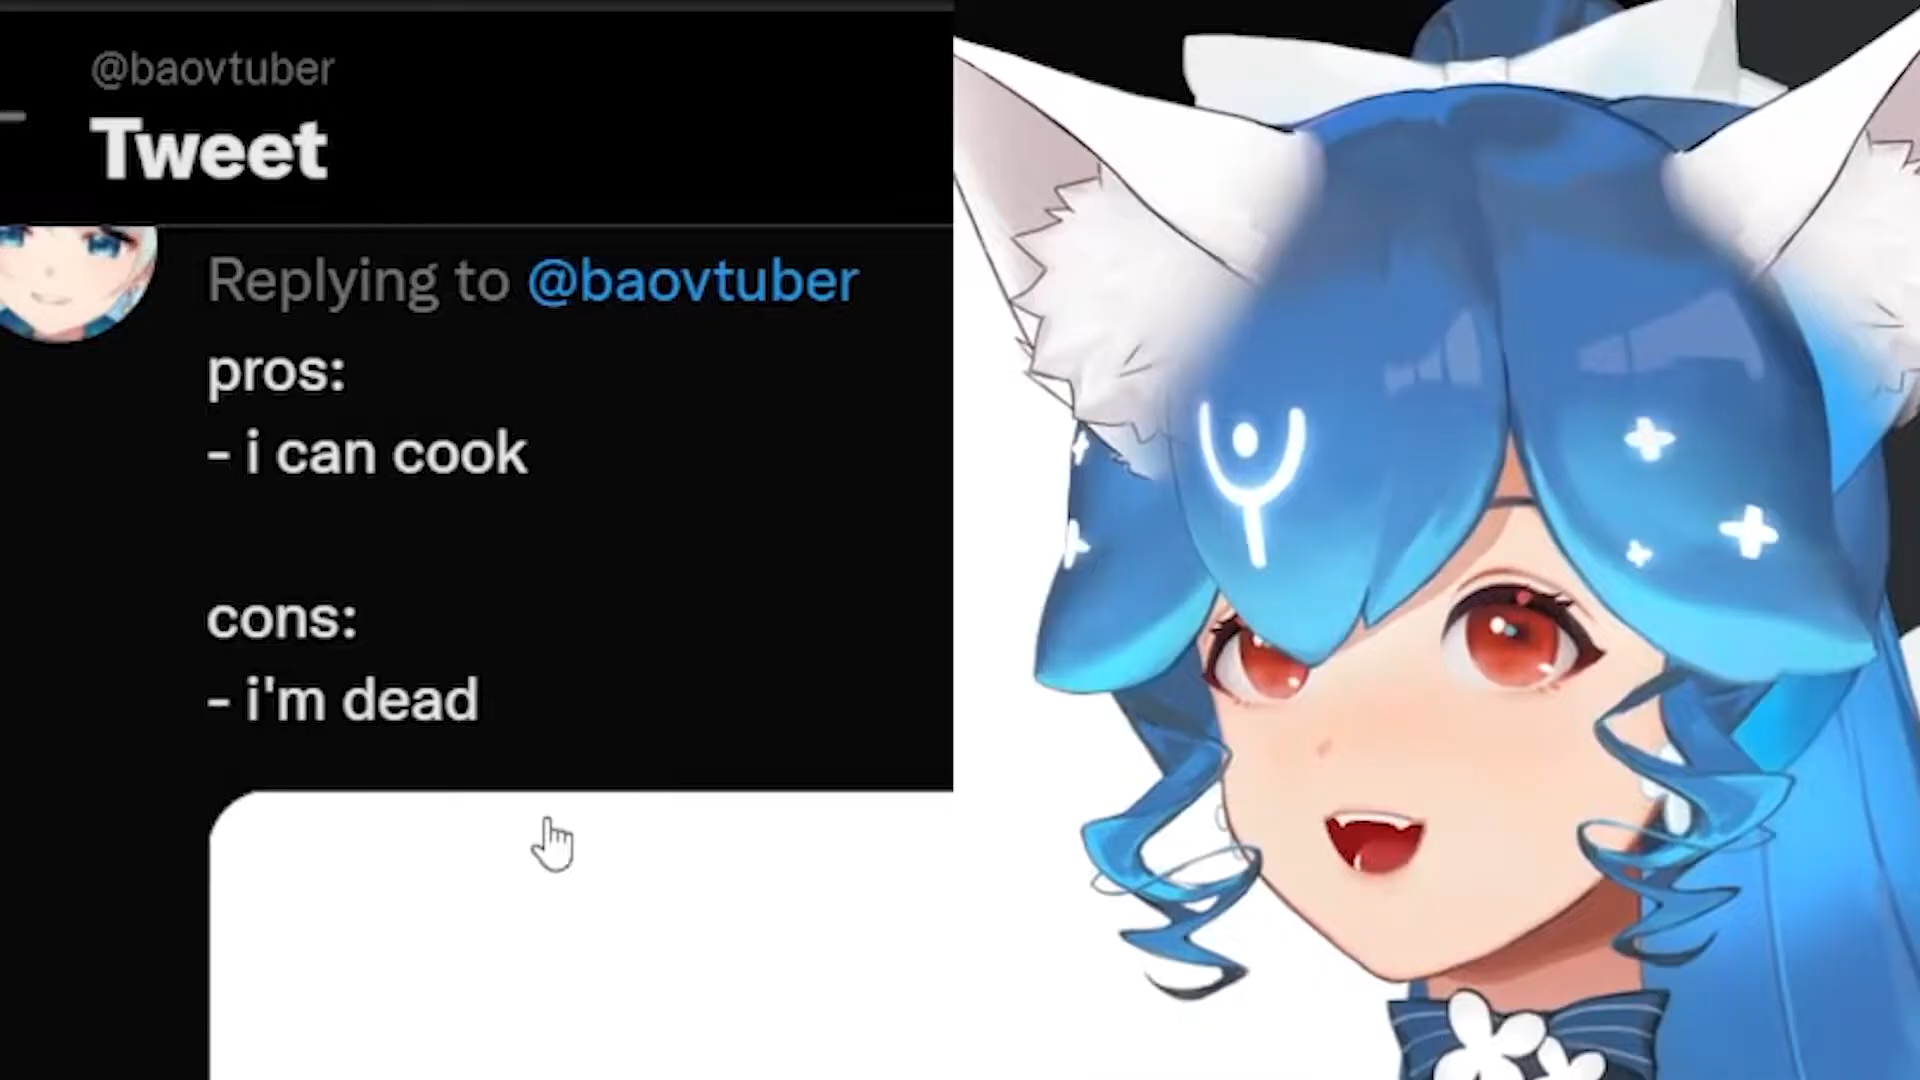 @baovtuber
Tweet
Replying to @baovtuber
pros:
- i can cook
cons:
- i'm dead